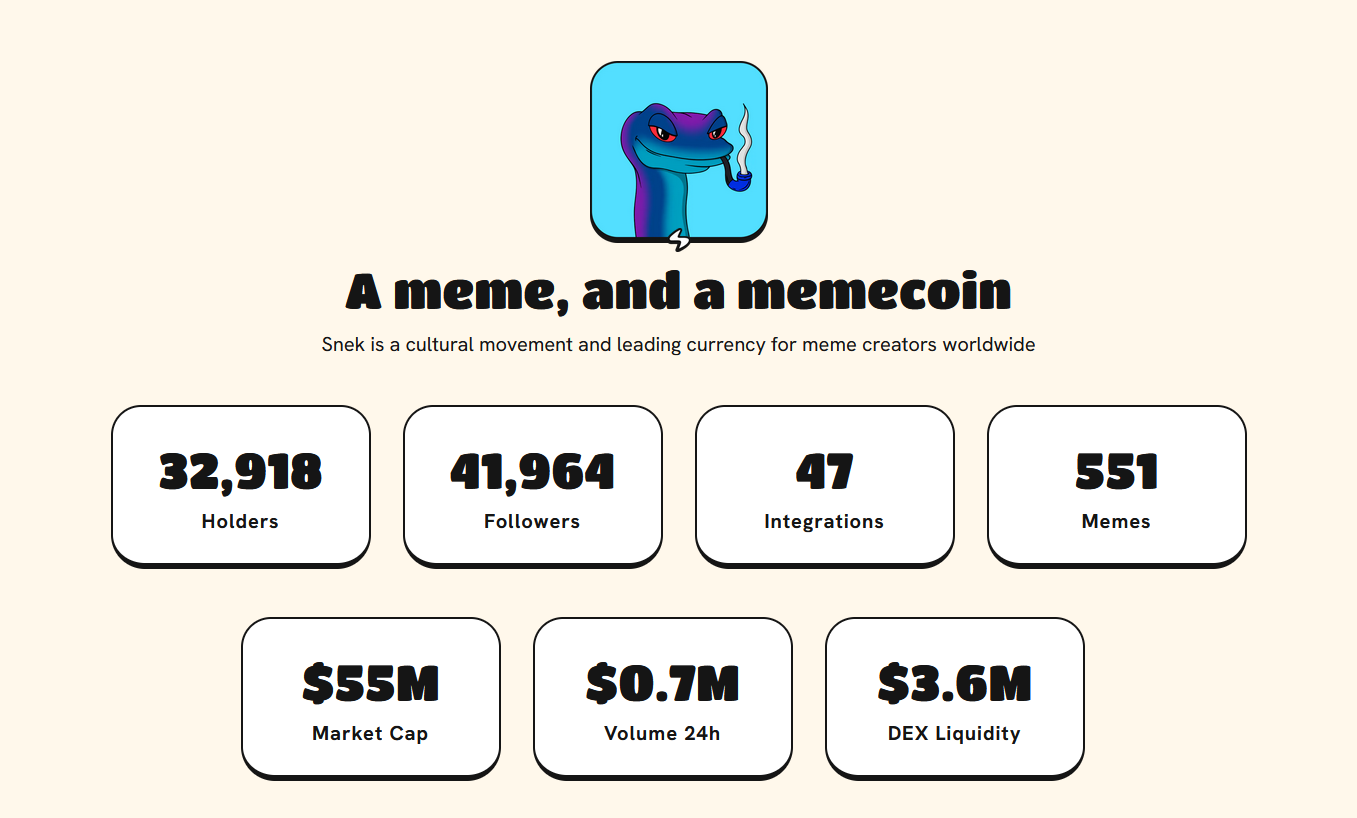 A meme, and a memecoin
Snek is a cultural movement and leading currency for meme creators worldwide
32,918
Holders
41,964
Followers
47
Integrations
551
Memes
$55M
Market Cap
$0.7M
Volume 24h
$3.6M
DEX Liquidity